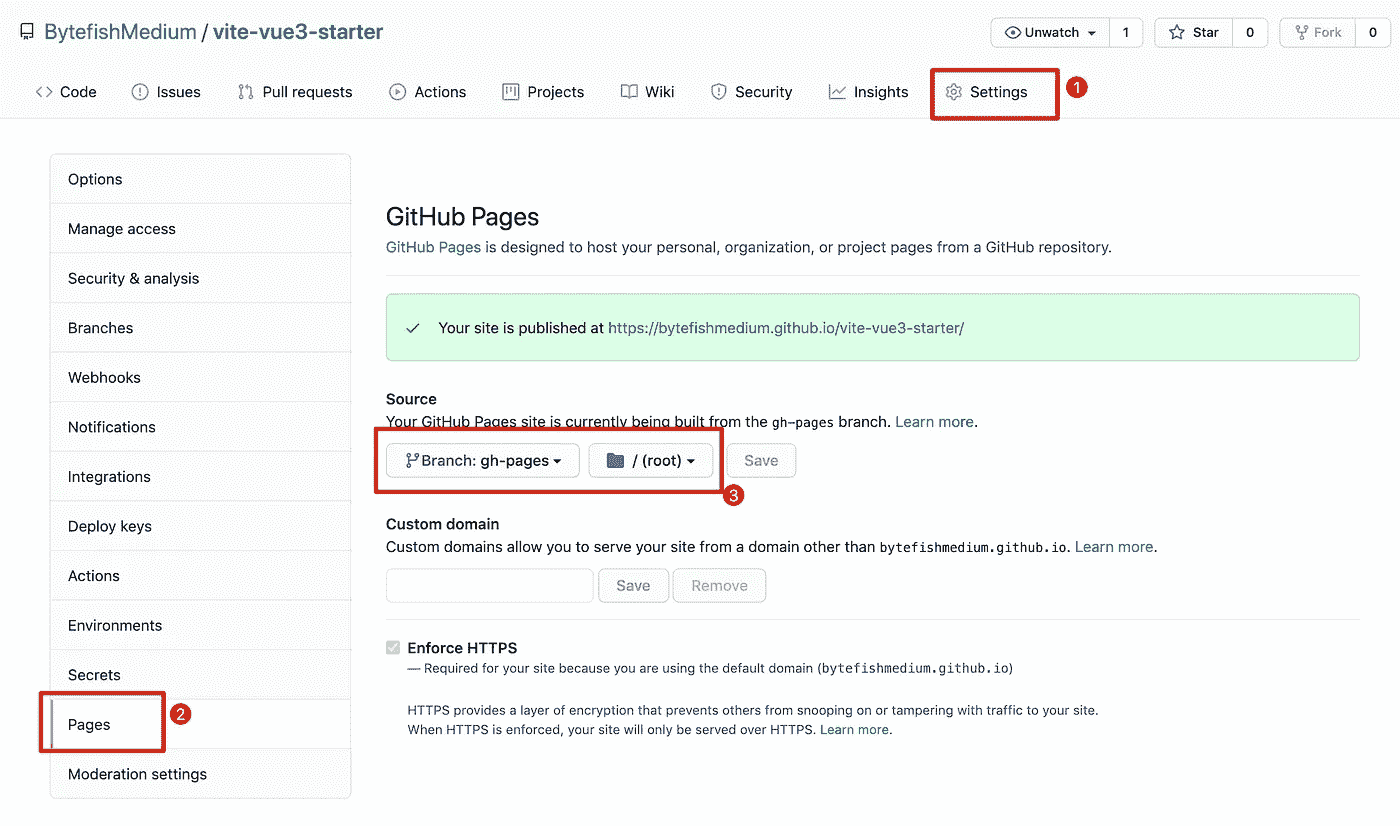 BytefishMedium / vite-vue3-starter
Unwatch 1 Star 0 Fork 0
Code Issues Pull requests Actions Projects Wiki Security Insights Settings 1
Options
Manage access
Security & analysis
Branches
Webhooks
Notifications
Integrations
Deploy keys
Actions
Environments
Secrets
Pages 2
Moderation settings
GitHub Pages
GitHub Pages is designed to host your personal, organization, or project pages from a GitHub repository.
Your site is published at https://bytefishmedium.github.io/vite-vue3-starter/
Source
Your GitHub Pages site is currently being built from the gh-pages branch. Learn more.
Branch: gh-pages / (root) Save
3
Custom domain
Custom domains allow you to serve your site from a domain other than bytefishmedium.github.io. Learn more.
Save Remove
Enforce HTTPS
— Required for your site because you are using the default domain (bytefishmedium.github.io)
HTTPS provides a layer of encryption that prevents others from snooping on or tampering with traffic to your site.
When HTTPS is enforced, your site will only be served over HTTPS. Learn more.